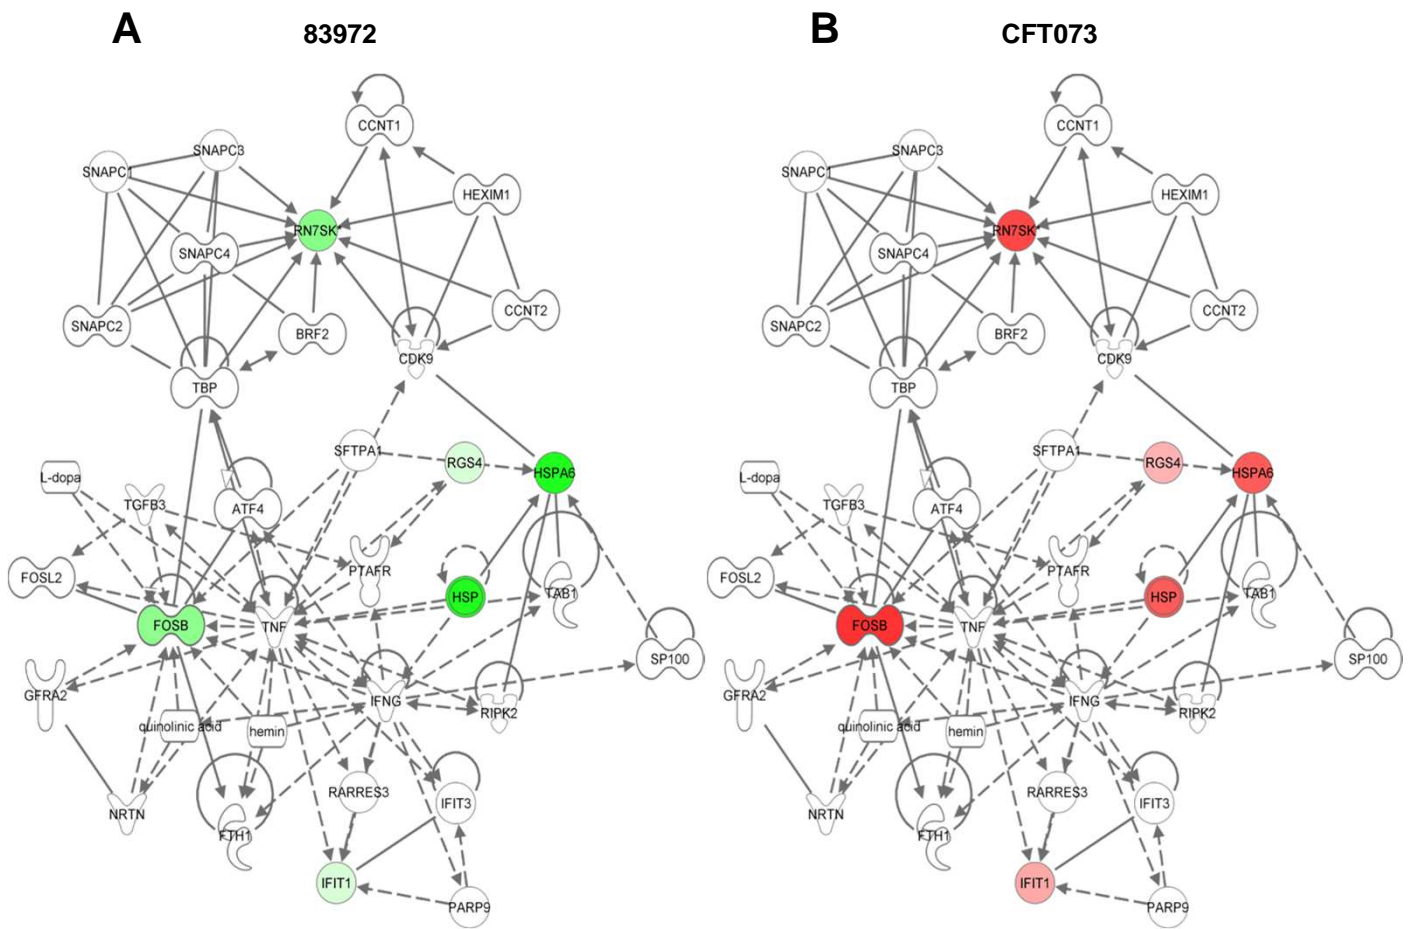 A
83972
CCNT1
SNAPC3
SNAPC1
HEXIM1
RN7SK*
SNAPC4
CCNT2
SNAPC2
BRF2
CDK9
TBP
SFTPA1
RGS4
HSPA6
L-dopa
TGFB3
ATF4
PTAFR
FOSL2
HSP
TAB1
FOSB
TNF
SP100
GFRA2
IFNG
RIPK2
quinolinic acid
hemin
RARRES3
IFIT3
NRTN
FTH1
IFIT1
PARP9
B
CFT073
CCNT1
SNAPC3
SNAPC1
HEXIM1
RN7SK*
SNAPC4
CCNT2
SNAPC2
BRF2
CDK9
TBP
SFTPA1
RGS4
HSPA6
L-dopa
TGFB3
ATF4
PTAFR
FOSL2
HSP
TAB1
FOSB
TNF
SP100
GFRA2
IFNG
RIPK2
quinolinic acid
hemin
RARRES3
IFIT3
NRTN
FTH1
IFIT1
PARP9